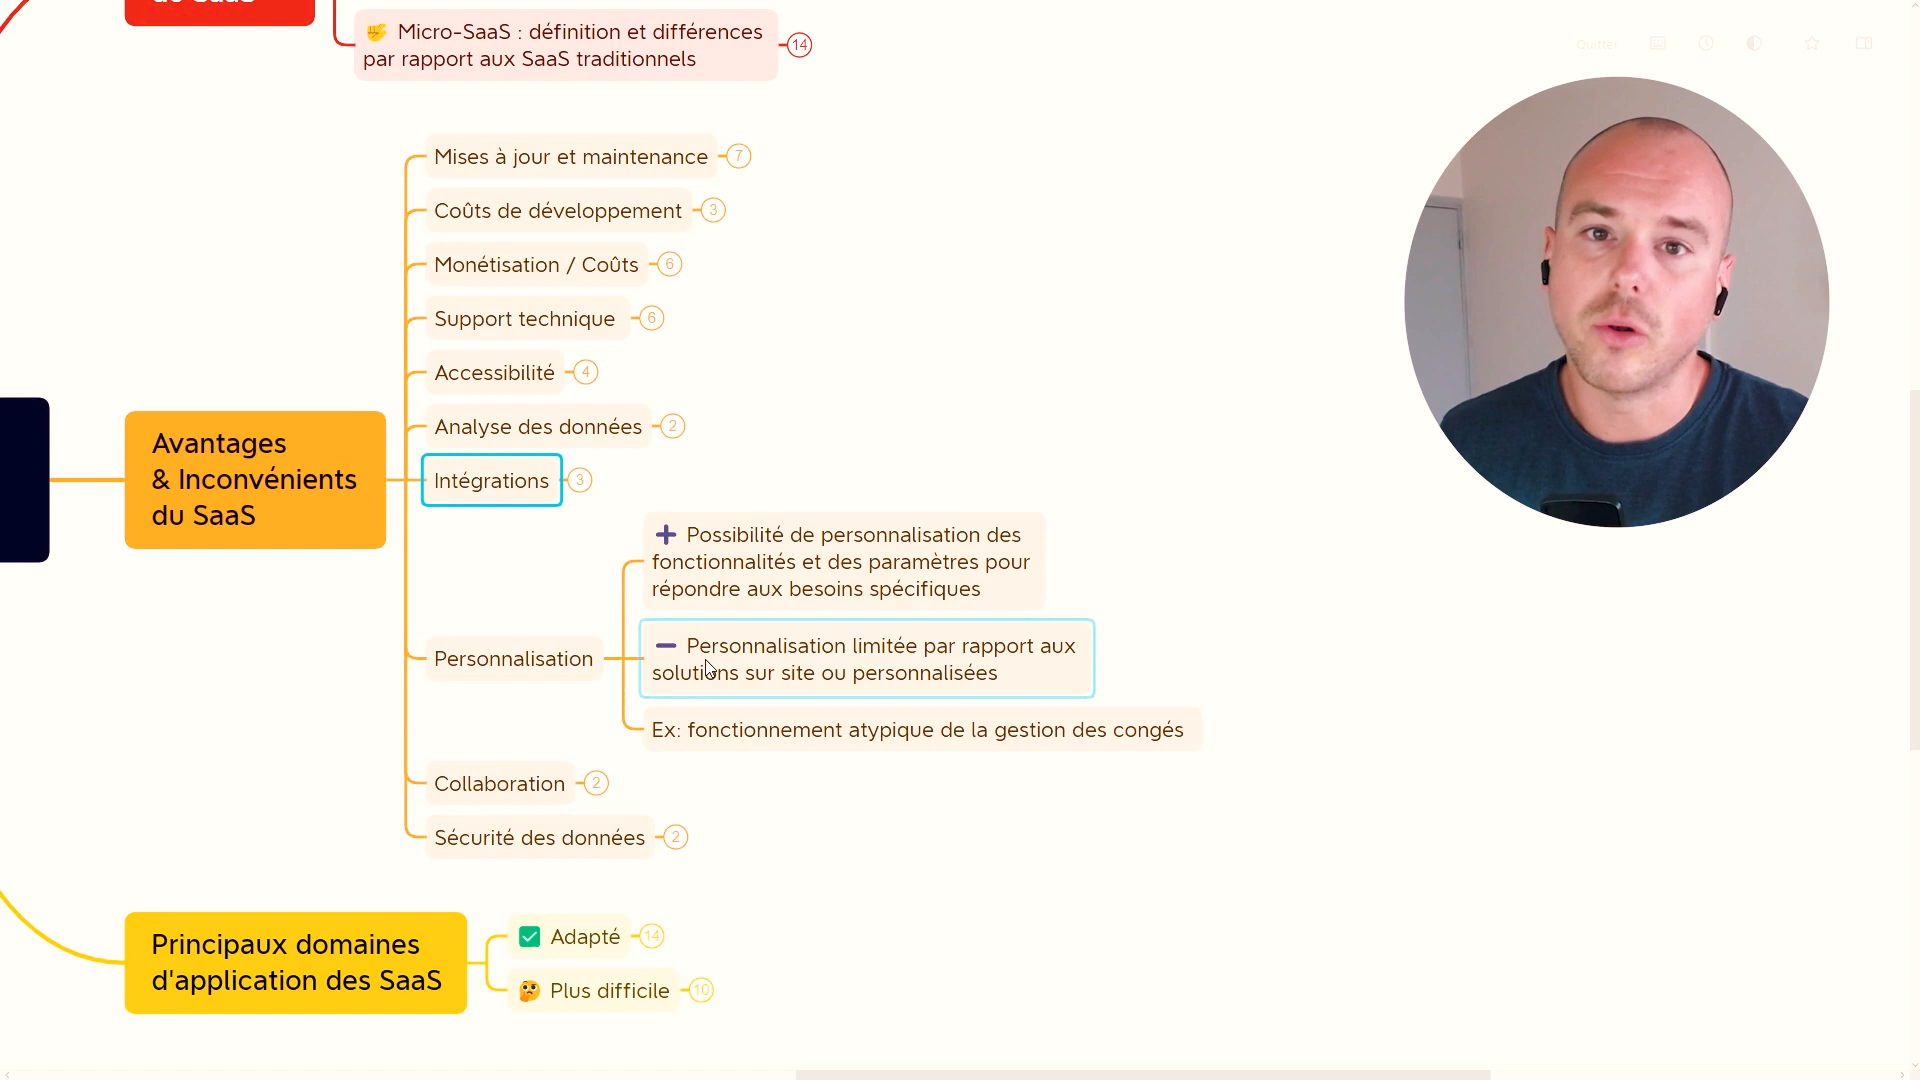 Micro-SaaS : définition et différences
par rapport aux SaaS traditionnels
14
Quitter
Mises à jour et maintenance
7
Coûts de développement
3
Monétisation / Coûts
6
Support technique
6
Accessibilité
4
Analyse des données
2
Avantages
& Inconvénients
du SaaS
Intégrations
3
Possibilité de personnalisation des
fonctionnalités et des paramètres pour
répondre aux besoins spécifiques
Personnalisation
Personnalisation limitée par rapport aux
solutions sur site ou personnalisées
Ex: fonctionnement atypique de la gestion des congés
Collaboration
2
Sécurité des données
2
Principaux domaines
d'application des SaaS
Adapté
14
Plus difficile
10